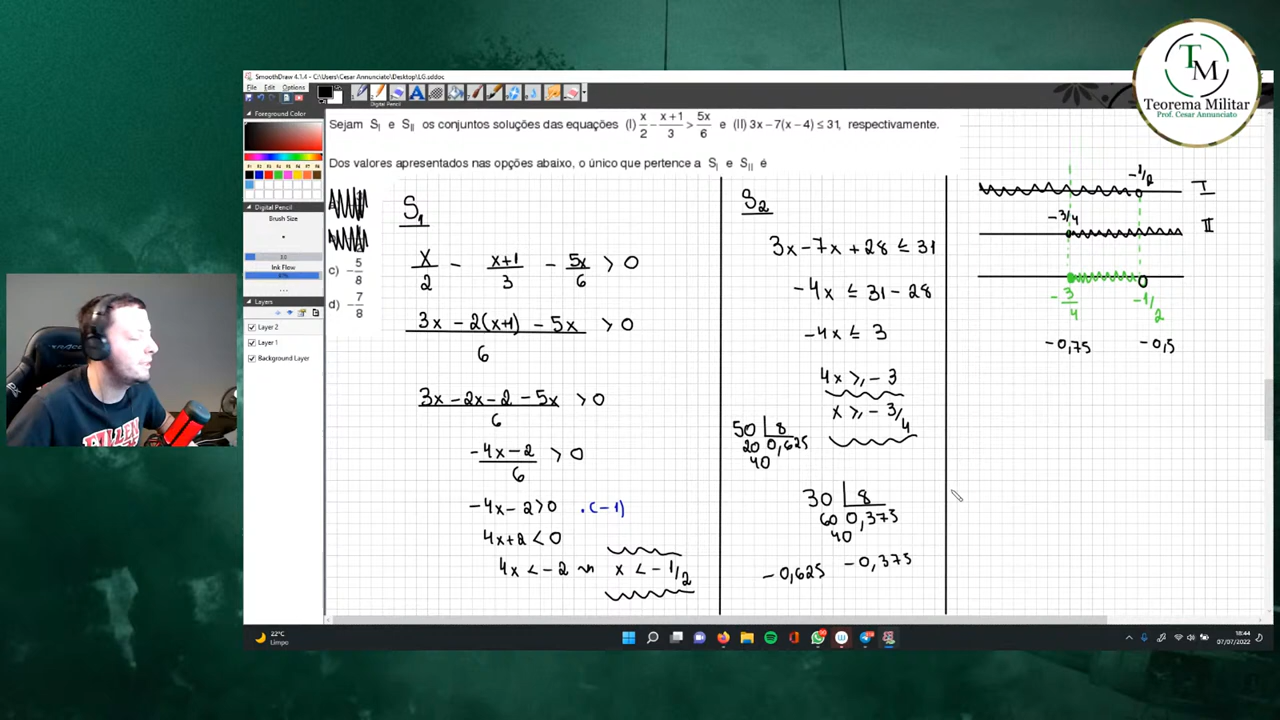 TM
Teorema Militar
Prof. Cesar Annunciato
SmoothDraw 4.1.4 - C:\Users\Cesar Annunciato\Desktop\LG.sddoc
File Edit Options
Digital Pencil
Foreground Color
Digital Pencil
Brush Size
Ink Flow
Layers
Layer 2
Layer 1
Background Layer
Sejam S_I e S_II os conjuntos soluções das equações (I) x/2 - x+1/3 > 5x/6 e (II) 3x – 7(x – 4) ≤ 31, respectivamente.
Dos valores apresentados nas opções abaixo, o único que pertence a S_I e S_II é
c) -5/8
d) -7/8
S1
x/2 - x+1/3 - 5x/6 > 0
3x - 2(x+1) - 5x / 6 > 0
3x - 2x - 2 - 5x / 6 > 0
-4x - 2 / 6 > 0
-4x - 2 > 0 .(-1)
4x + 2 < 0
4x < -2 x < -1/2
S2
3x - 7x + 28 ≤ 31
-4x ≤ 31 - 28
-4x ≤ 3
4x >, -3
x >, -3/4
50 8
20 0,625
40
30 8
60 0,375
40
-0,625 -0,375
-1/2 I
-3/4 II
-3/4 -1/2
-0,75 -0,5
22°C
Limpo
18:44
07/07/2022
FALLEN